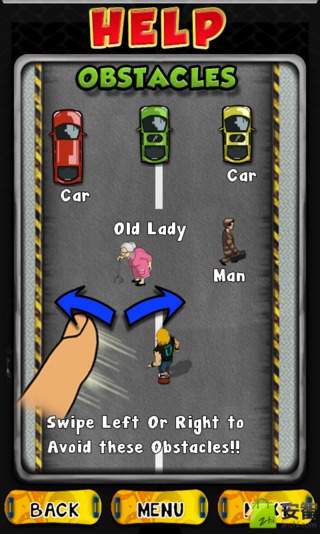 HELP
OBSTACLES
Car
Car
Old Lady
Man
Swipe Left Or Right to
Avoid these Obstacles!!
BACK
MENU